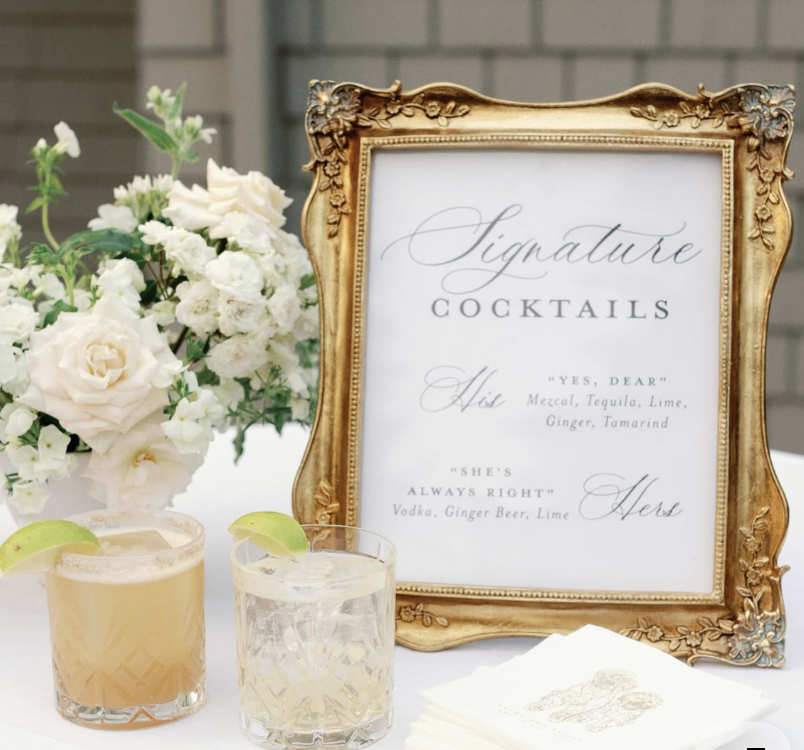 Signature
COCKTAILS
His
"YES, DEAR"
Mezcal, Tequila, Lime,
Ginger, Tamarind
"SHE'S
ALWAYS RIGHT"
Vodka, Ginger Beer, Lime
Hers